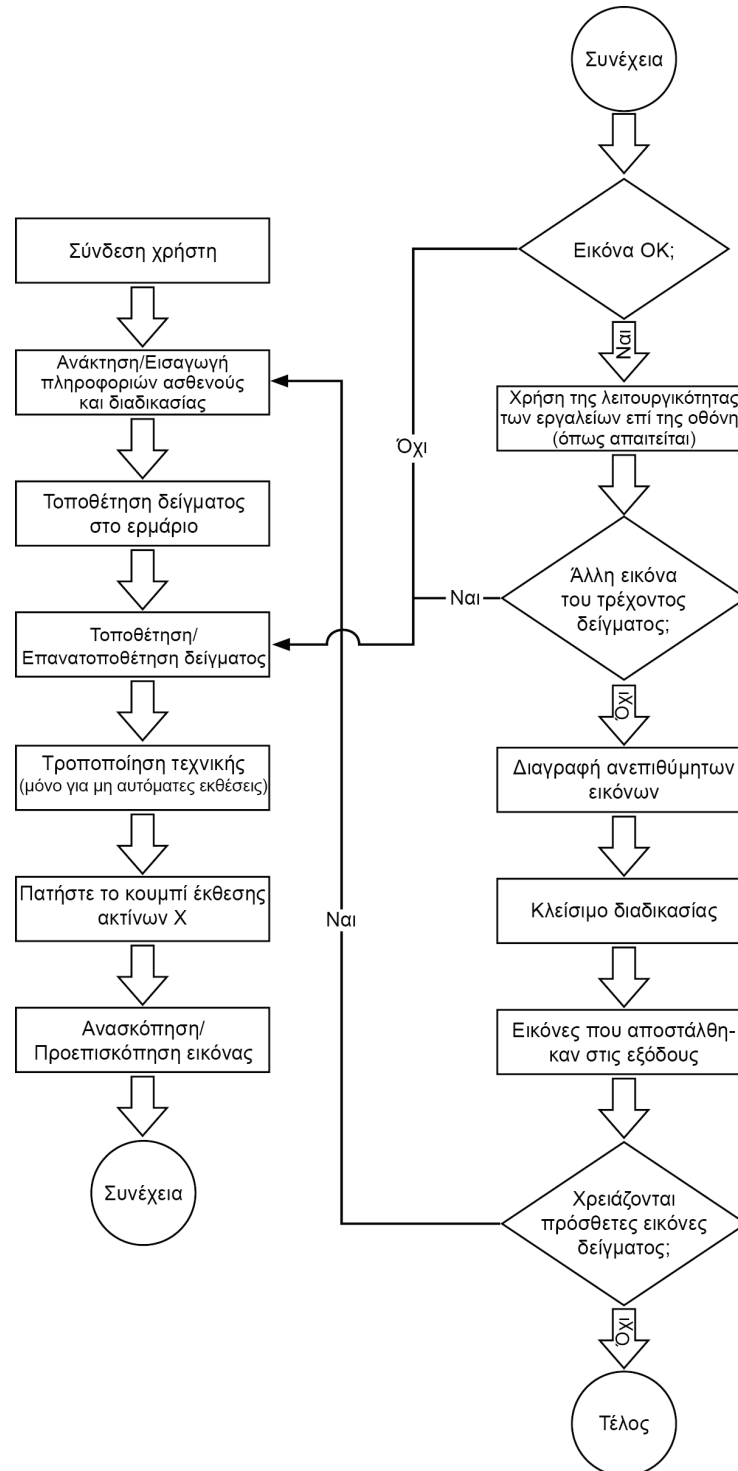 Σύνδεση χρήστη
Ανάκτηση/Εισαγωγή
πληροφοριών ασθενούς
και διαδικασίας
Τοποθέτηση δείγματος
στο ερμάριο
Τοποθέτηση/
Επανατοποθέτηση δείγματος
Τροποποίηση τεχνικής
(μόνο για μη αυτόματες εκθέσεις)
Πατήστε το κουμπί έκθεσης
ακτίνων Χ
Ανασκόπηση/
Προεπισκόπηση εικόνας
Συνέχεια
Συνέχεια
Εικόνα OK;
Όχι
Ναι
Χρήση της λειτουργικότητας
των εργαλείων επί της οθόνη
(όπως απαιτείται)
Άλλη εικόνα
του τρέχοντος
δείγματος;
Ναι
Όχι
Διαγραφή ανεπιθύμητων
εικόνων
Κλείσιμο διαδικασίας
Εικόνες που αποστάλθη-
καν στις εξόδους
Χρειάζονται
πρόσθετες εικόνες
δείγματος;
Ναι
Όχι
Τέλος